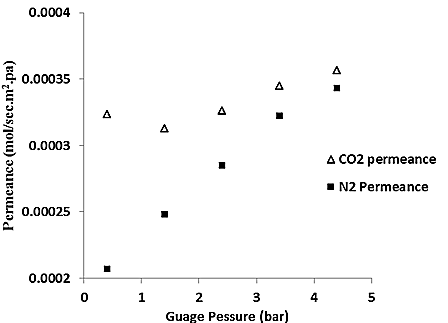 0.0004
0.00035
0.0003
0.00025
0.0002
Permeance (mol/sec.m².pa)
0 1 2 3 4 5
Guage Pessure (bar)
CO2 permeance
N2 Permeance